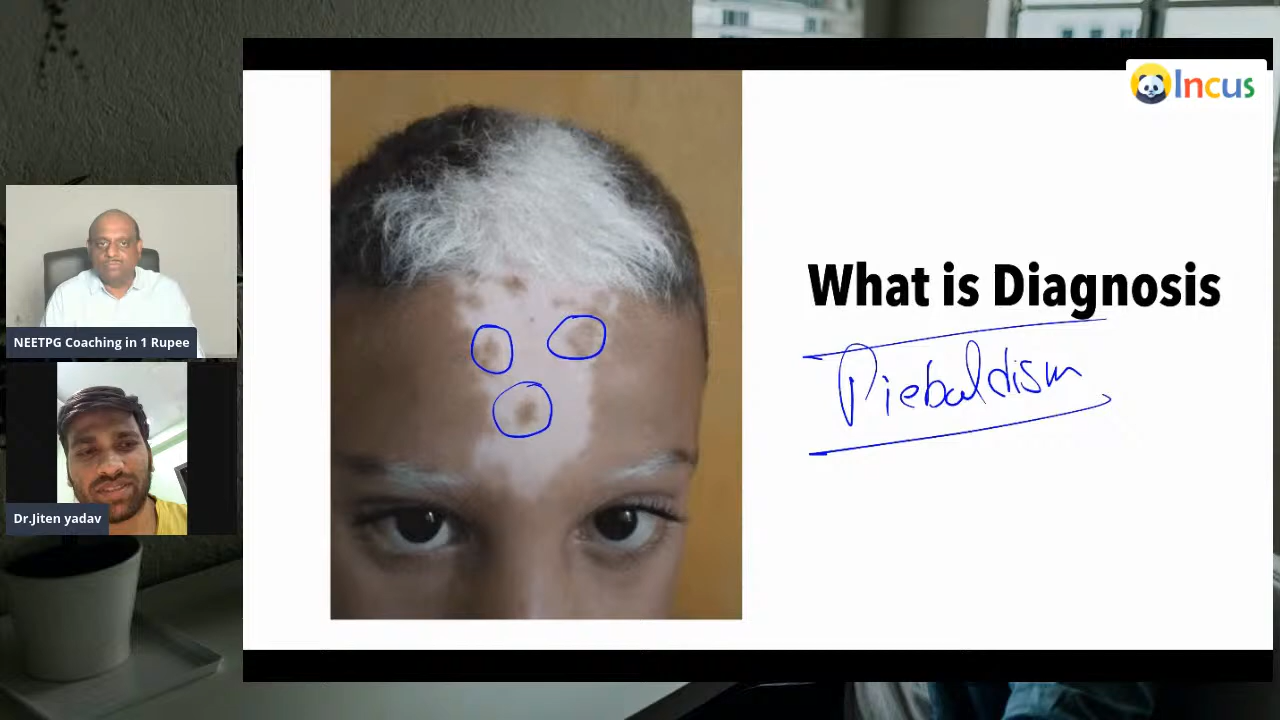 Incus
What is Diagnosis
Piebaldism
NEETPG Coaching in 1 Rupee
Dr.Jiten yadav